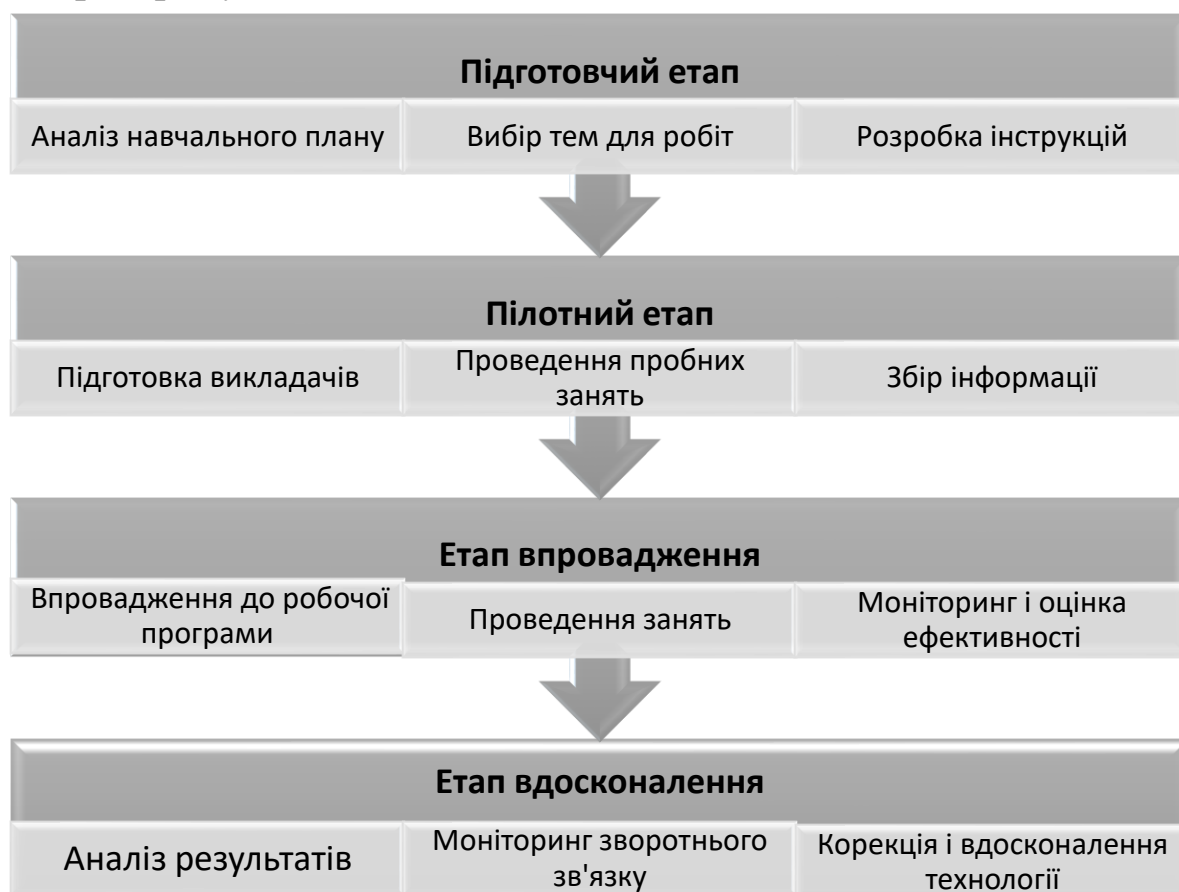 Підготовчий етап
Аналіз навчального плану
Вибір тем для робіт
Розробка інструкцій
Пілотний етап
Підготовка викладачів
Проведення пробних
занять
Збір інформації
Етап впровадження
Впровадження до робочої
програми
Проведення занять
Моніторинг і оцінка
ефективності
Етап вдосконалення
Аналіз результатів
Моніторинг зворотнього
зв'язку
Корекція і вдосконалення
технології